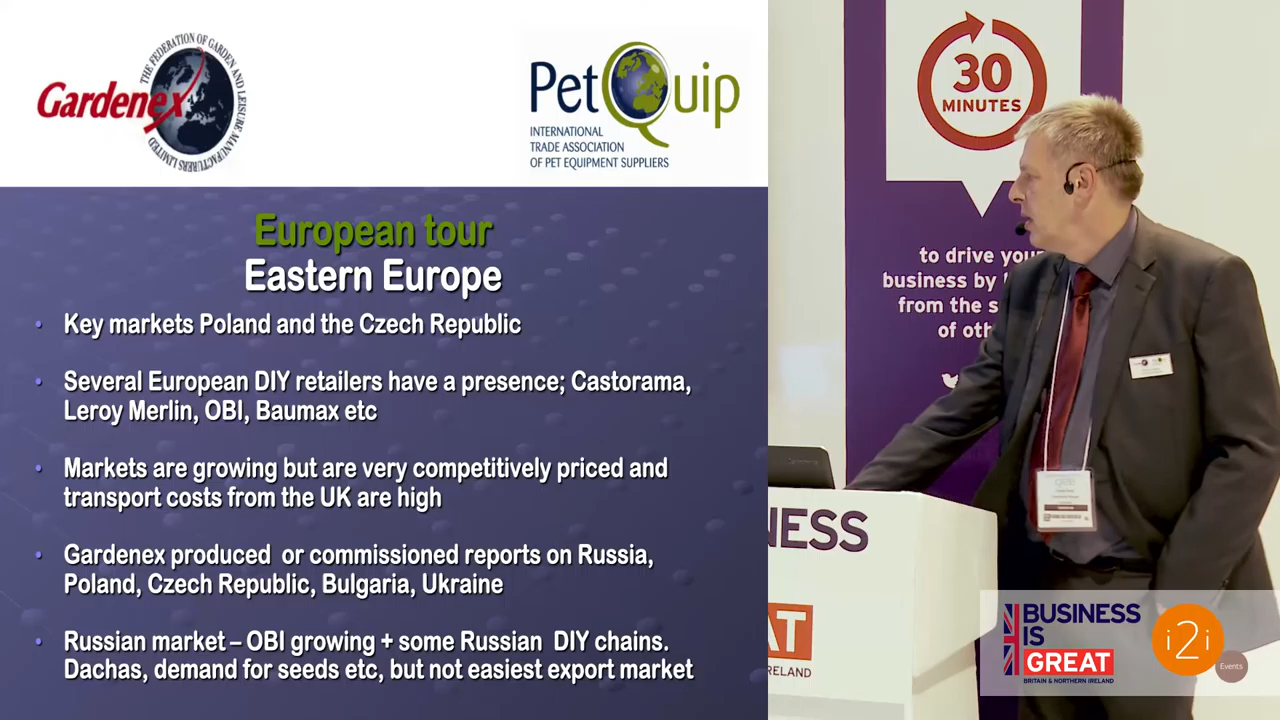 Gardenex
THE FEDERATION OF GARDEN AND LEISURE MANUFACTURERS LIMITED
PetQuip
INTERNATIONAL
TRADE ASSOCIATION
OF PET EQUIPMENT SUPPLIERS
European tour
Eastern Europe
• Key markets Poland and the Czech Republic
• Several European DIY retailers have a presence; Castorama,
Leroy Merlin, OBI, Baumax etc
• Markets are growing but are very competitively priced and
transport costs from the UK are high
• Gardenex produced or commissioned reports on Russia,
Poland, Czech Republic, Bulgaria, Ukraine
• Russian market – OBI growing + some Russian DIY chains.
Dachas, demand for seeds etc, but not easiest export market
30
MINUTES
to drive your
business by
from the s
of oth
glee
NESS
AT
IRELAND
BUSINESS
IS
GREAT
BRITAIN & NORTHERN IRELAND
i2i
Events